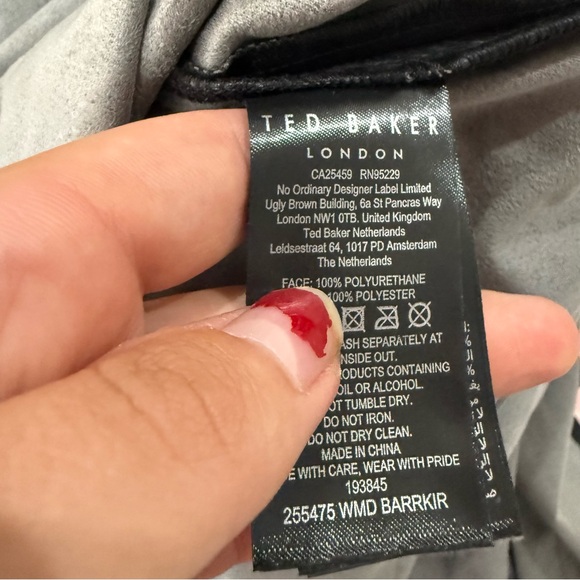 TED BAKER
LONDON
CA25459 RN95229
No Ordinary Designer Label Limited
Ugly Brown Building, 6a St Pancras Way
London NW1 0TB. United Kingdom
Ted Baker Netherlands
Leidsestraat 64, 1017 PD Amsterdam
The Netherlands
FACE: 100% POLYURETHANE
100% POLYESTER
SEPARATELY AT
INSIDE OUT.
CONTAINING
OIL OR ALCOHOL.
TUMBLE DRY.
DO NOT IRON.
DO NOT DRY CLEAN.
MADE IN CHINA
WITH CARE, WEAR WITH PRIDE
193845
255475 WMD BARRKIR